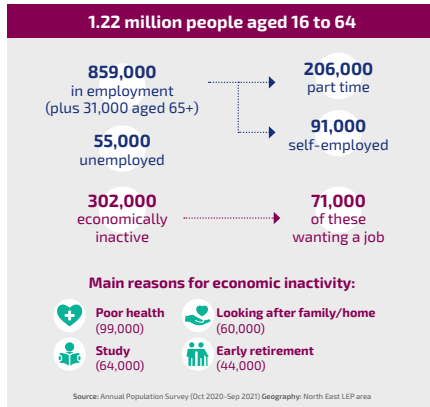 1.22 million people aged 16 to 64
859,000
in employment
(plus 31,000 aged 65+)
206,000
part time
91,000
self-employed
55,000
unemployed
302,000
economically
inactive
71,000
of these
wanting a job
Main reasons for economic inactivity:
Poor health
(99,000)
Looking after family/home
(60,000)
Study
(64,000)
Early retirement
(44,000)
Source: Annual Population Survey (Oct 2020-Sep 2021) Geography: North East LEP area